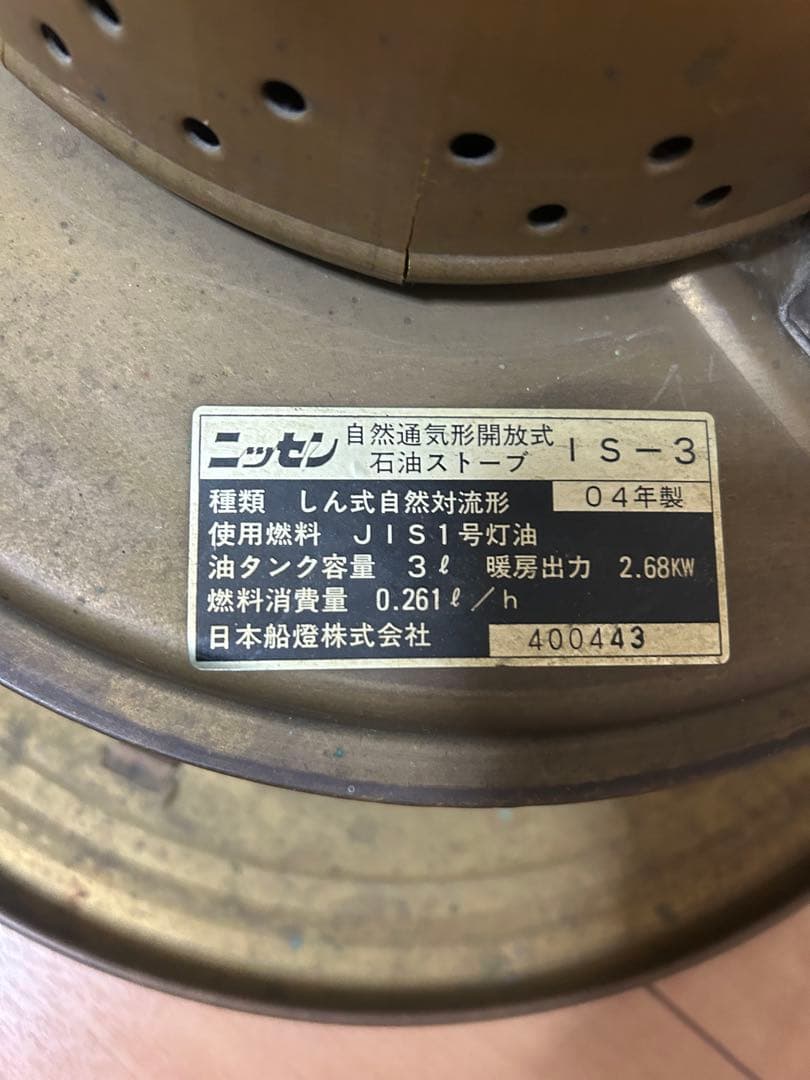 ニッセン 自然通気形開放式 石油ストーブ IS-3
種類 しん式自然対流形 04年製
使用燃料 JIS1号灯油
油タンク容量 3ℓ 暖房出力 2.68KW
燃料消費量 0.261ℓ/h
日本船燈株式会社 400443